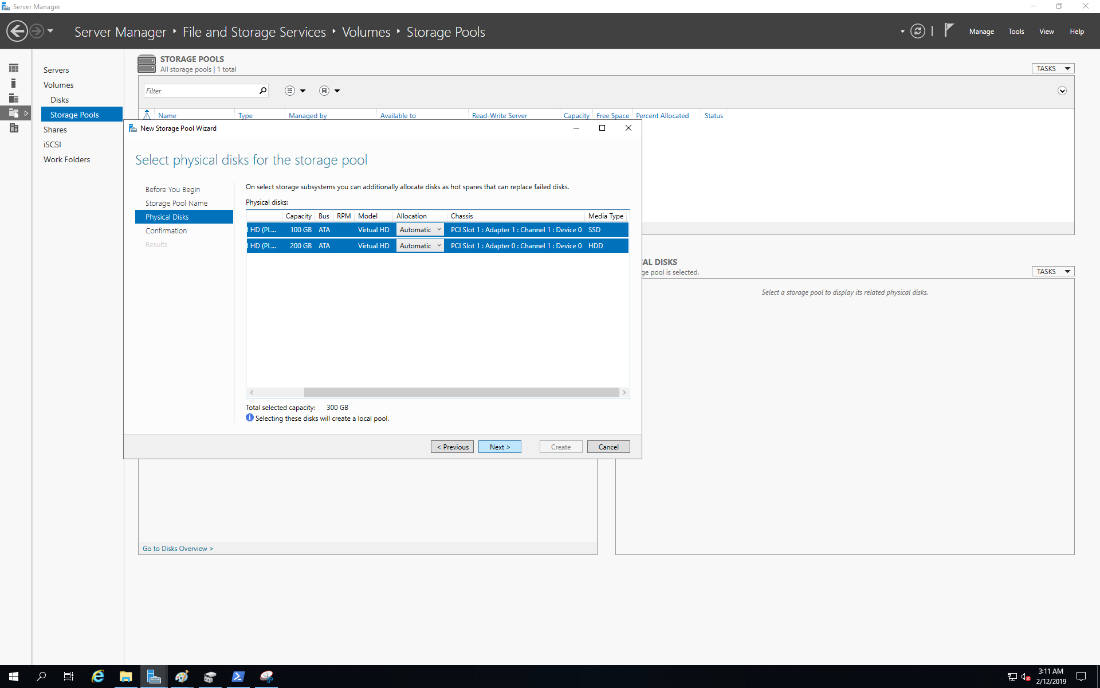 Server Manager
Server Manager ‣ File and Storage Services ‣ Volumes ‣ Storage Pools
Manage Tools View Help
Servers
Volumes
Disks
Storage Pools
Shares
iSCSI
Work Folders
STORAGE POOLS
All storage pools | 1 total
TASKS
Filter
Name Type Managed by Available to Read-Write Server Capacity Free Space Percent Allocated Status
New Storage Pool Wizard
Select physical disks for the storage pool
Before You Begin
Storage Pool Name
Physical Disks
Confirmation
Results
On select storage subsystems you can additionally allocate disks as hot spares that can replace failed disks.
Physical disks:
Capacity Bus RPM Model Allocation Chassis Media Type
HD (PI... 100 GB ATA Virtual HD Automatic PCI Slot 1 : Adapter 1 : Channel 1 : Device 0 SSD
HD (PI... 200 GB ATA Virtual HD Automatic PCI Slot 1 : Adapter 0 : Channel 1 : Device 0 HDD
Total selected capacity: 300 GB
Selecting these disks will create a local pool.
< Previous Next > Create Cancel
AL DISKS
ge pool is selected.
TASKS
Select a storage pool to display its related physical disks.
Go to Disks Overview >
3:11 AM
2/12/2019